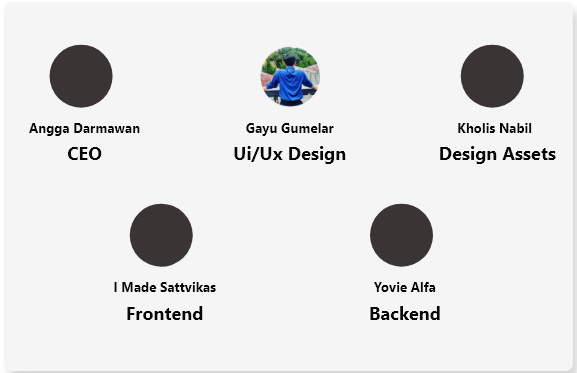 Angga Darmawan
CEO
Gayu Gumelar
Ui/Ux Design
Kholis Nabil
Design Assets
I Made Sattvikas
Frontend
Yovie Alfa
Backend